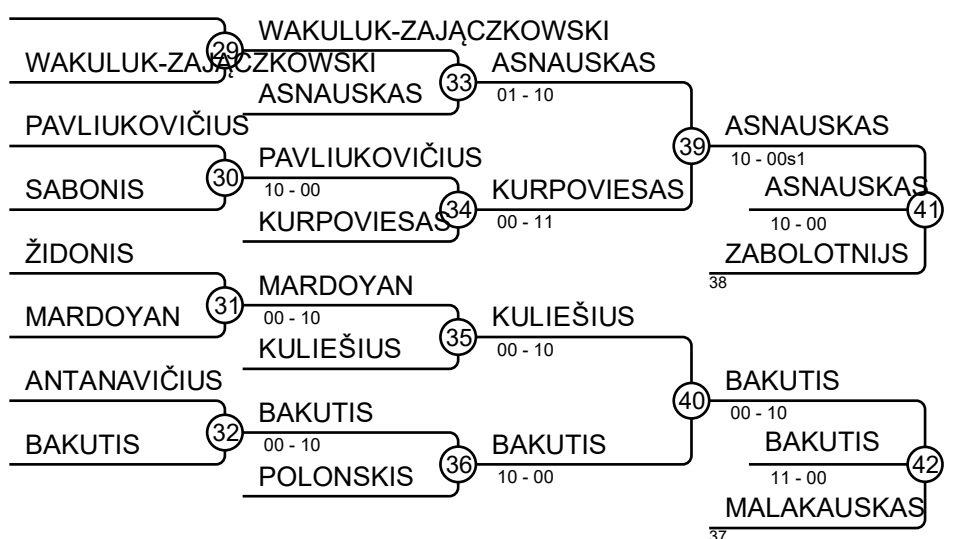 WAKULUK-ZAJĄCZKOWSKI
29
WAKULUK-ZAJĄCZKOWSKI
ASNAUSKAS
33
ASNAUSKAS
01 - 10
PAVLIUKOVIČIUS
39
ASNAUSKAS
10 - 00s1
PAVLIUKOVIČIUS
30
10 - 00
SABONIS
KURPOVIESAS
ASNAUSKAS
41
10 - 00
KURPOVIESAS
34
00 - 11
ŽIDONIS
ZABOLOTNIJS
38
MARDOYAN
31
00 - 10
MARDOYAN
KULIEŠIUS
35
00 - 10
KULIEŠIUS
ANTANAVIČIUS
40
BAKUTIS
00 - 10
BAKUTIS
32
00 - 10
BAKUTIS
BAKUTIS
10 - 00
BAKUTIS
42
11 - 00
POLONSKIS
36
MALAKAUSKAS
37